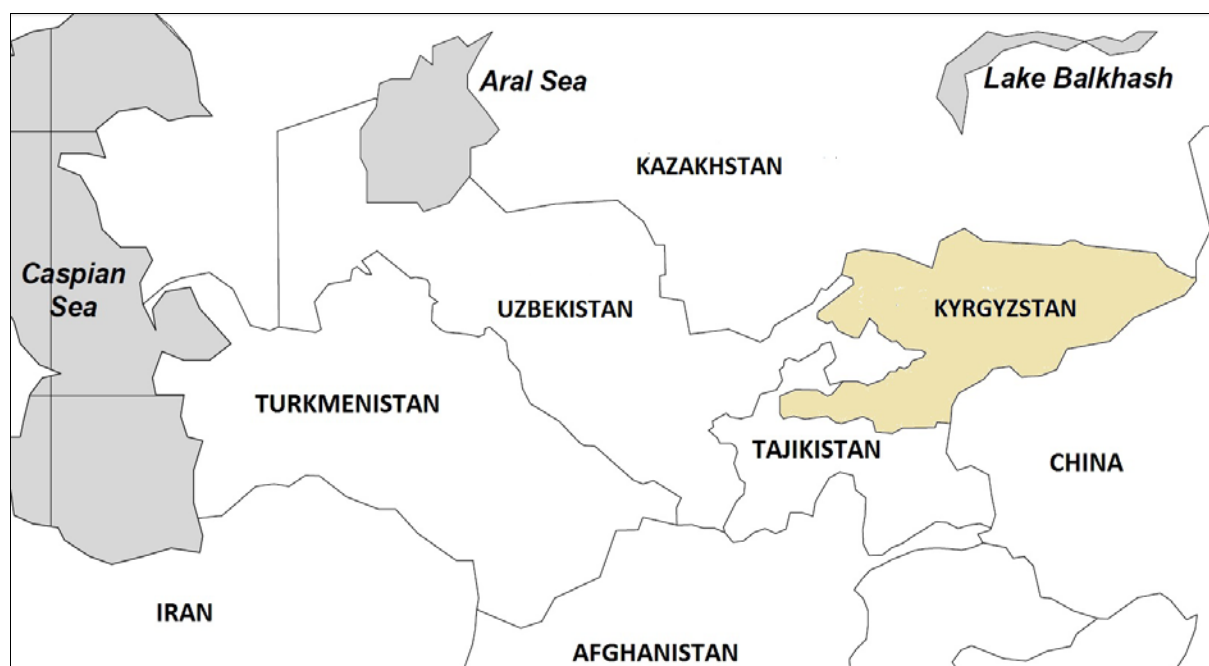 Aral Sea
Lake Balkhash
KAZAKHSTAN
Caspian
Sea
UZBEKISTAN
KYRGYZSTAN
TURKMENISTAN
TAJIKISTAN
CHINA
IRAN
AFGHANISTAN